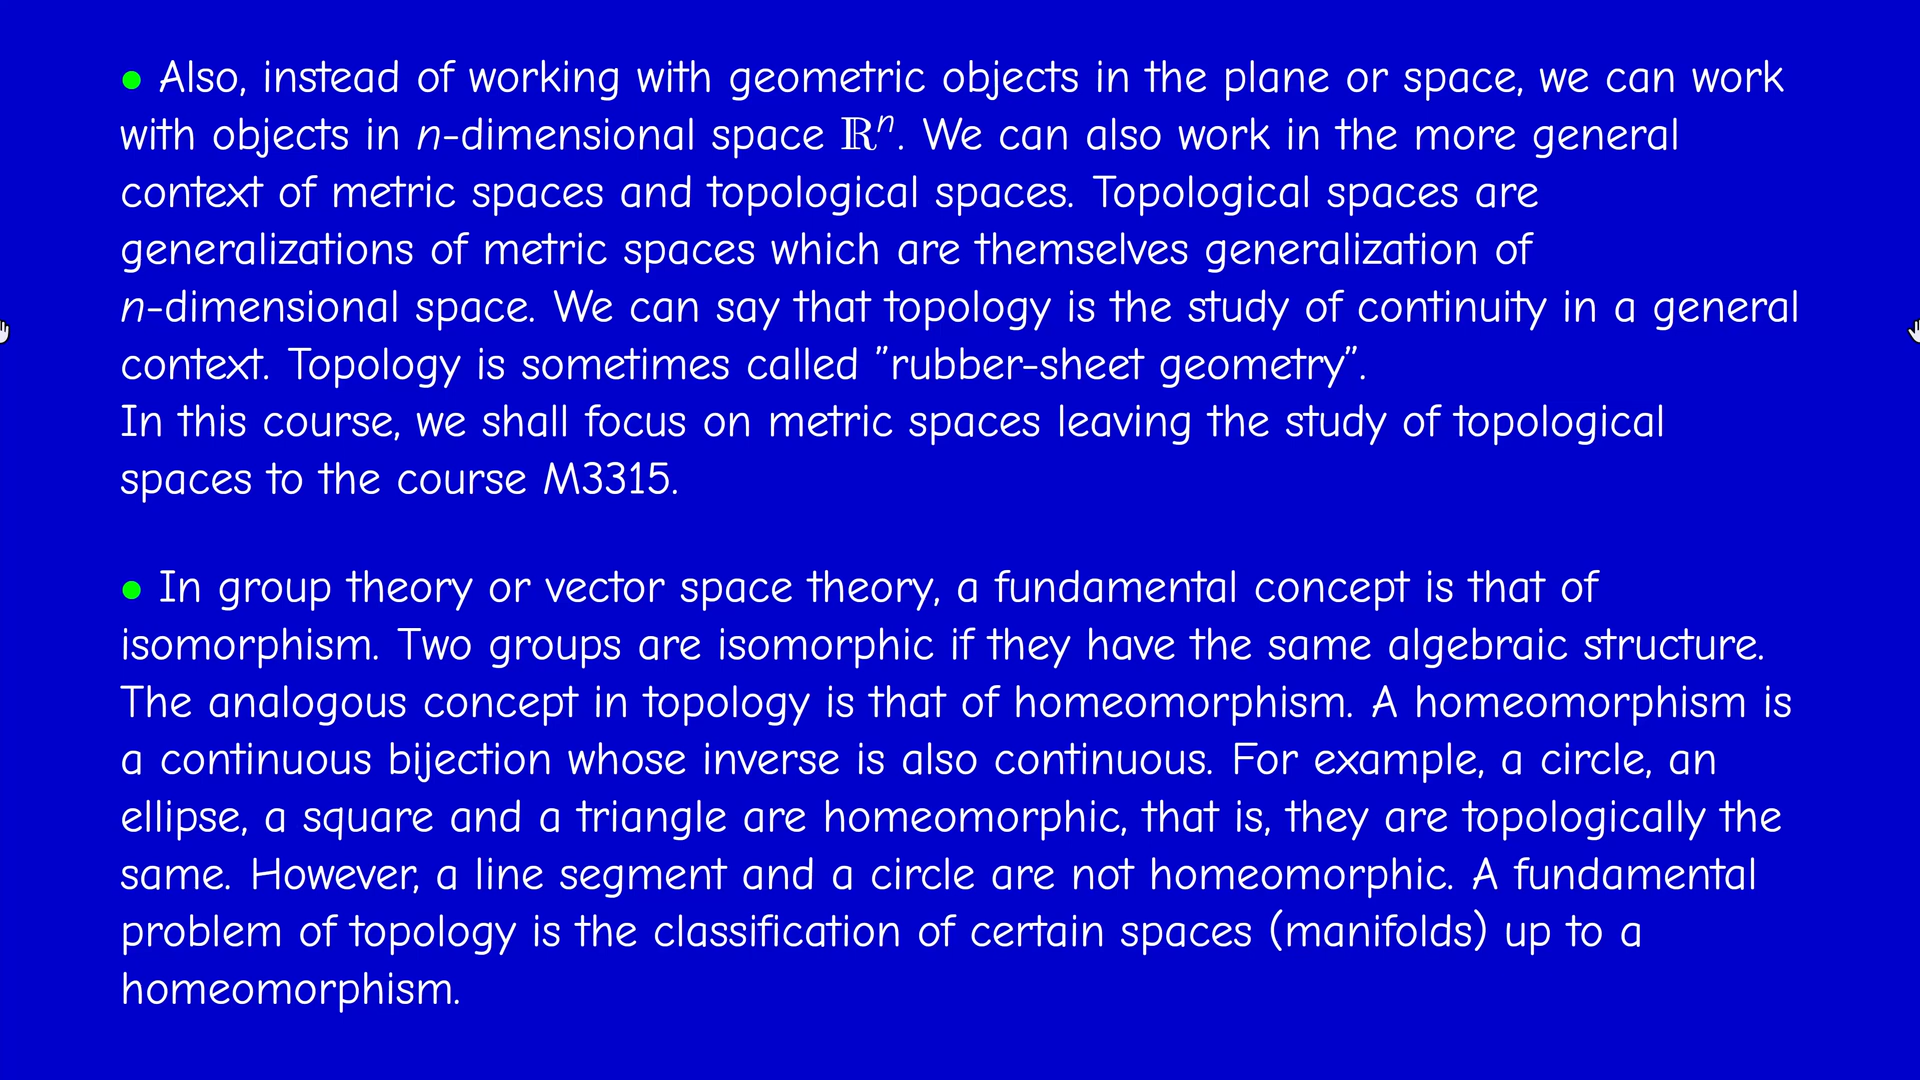 • Also, instead of working with geometric objects in the plane or space, we can work
with objects in n-dimensional space ℝⁿ. We can also work in the more general
context of metric spaces and topological spaces. Topological spaces are
generalizations of metric spaces which are themselves generalization of
n-dimensional space. We can say that topology is the study of continuity in a general
context. Topology is sometimes called "rubber-sheet geometry".
In this course, we shall focus on metric spaces leaving the study of topological
spaces to the course M3315.
• In group theory or vector space theory, a fundamental concept is that of
isomorphism. Two groups are isomorphic if they have the same algebraic structure.
The analogous concept in topology is that of homeomorphism. A homeomorphism is
a continuous bijection whose inverse is also continuous. For example, a circle, an
ellipse, a square and a triangle are homeomorphic, that is, they are topologically the
same. However, a line segment and a circle are not homeomorphic. A fundamental
problem of topology is the classification of certain spaces (manifolds) up to a
homeomorphism.